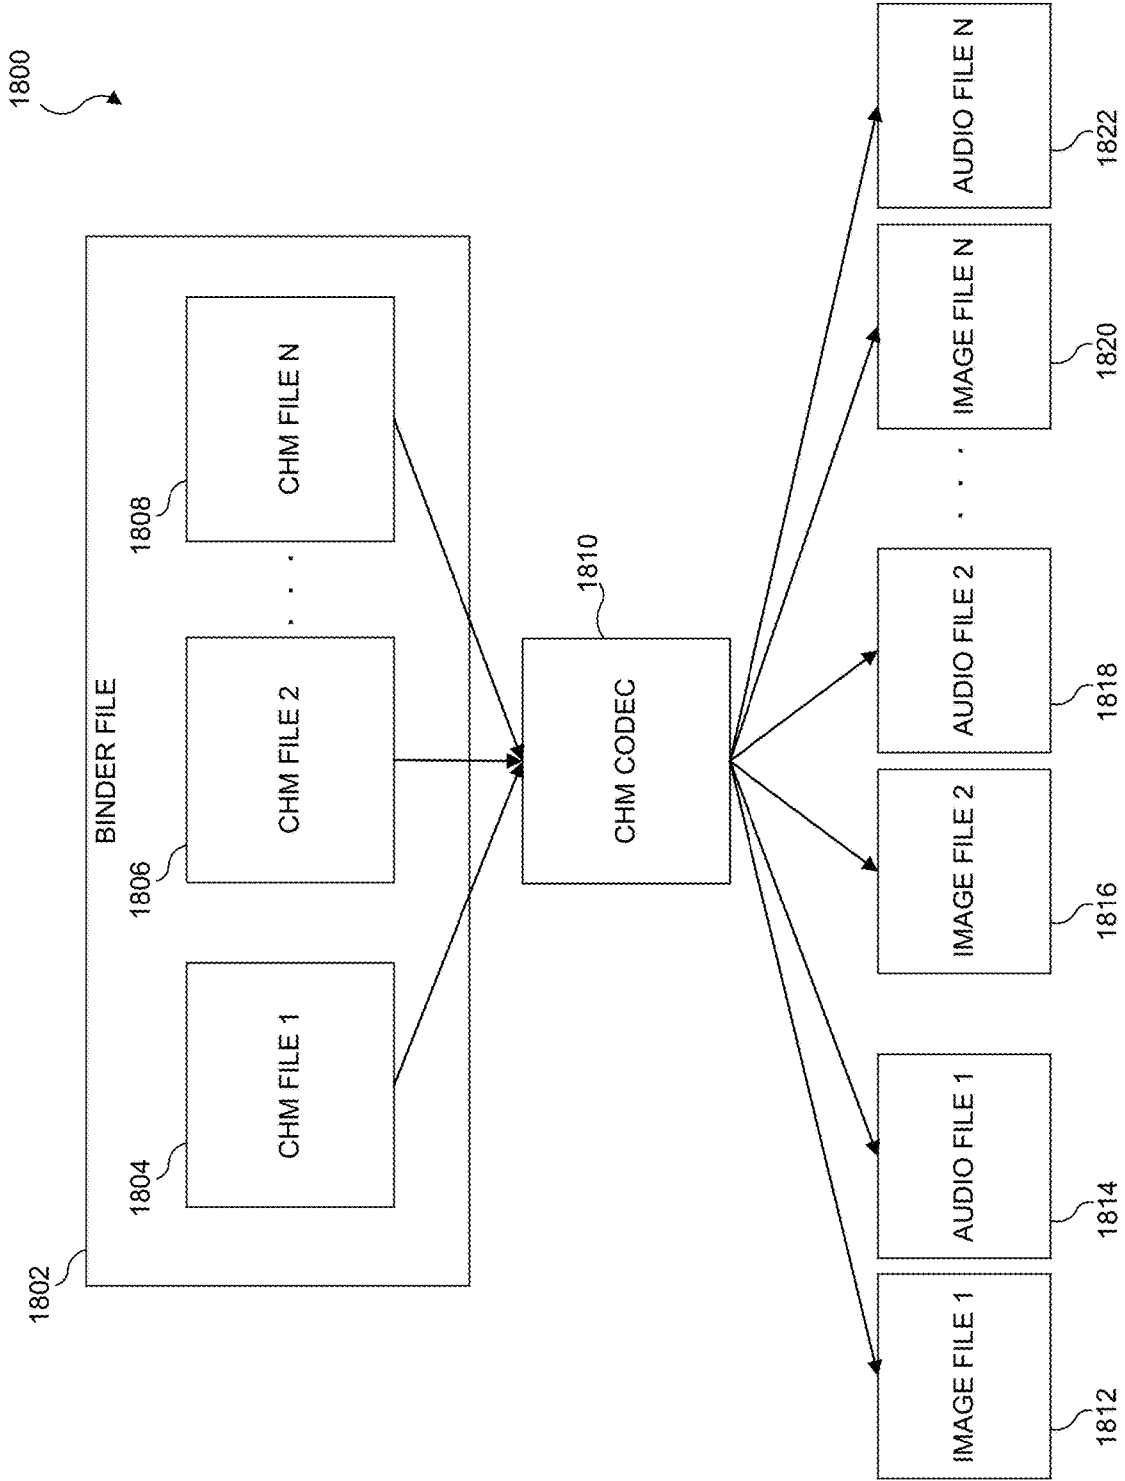 1800
BINDER FILE
1802
1804
1806
1808
CHM FILE 1
CHM FILE 2
. . .
CHM FILE N
1810
CHM CODEC
IMAGE FILE 1
AUDIO FILE 1
IMAGE FILE 2
AUDIO FILE 2
. . .
IMAGE FILE N
AUDIO FILE N
1812
1814
1816
1818
1820
1822